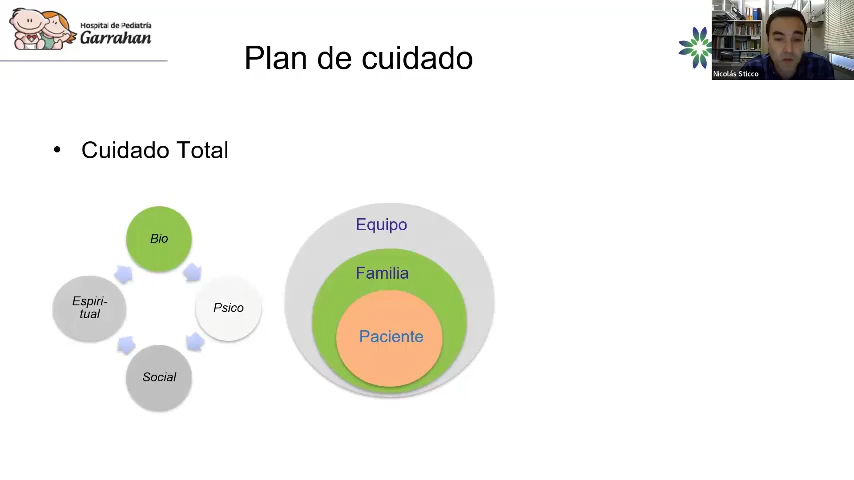 Hospital de Pediatría
Garrahan
Plan de cuidado
Nicolás Sticco
• Cuidado Total
Bio
Espiri-
tual
Psico
Social
Equipo
Familia
Paciente